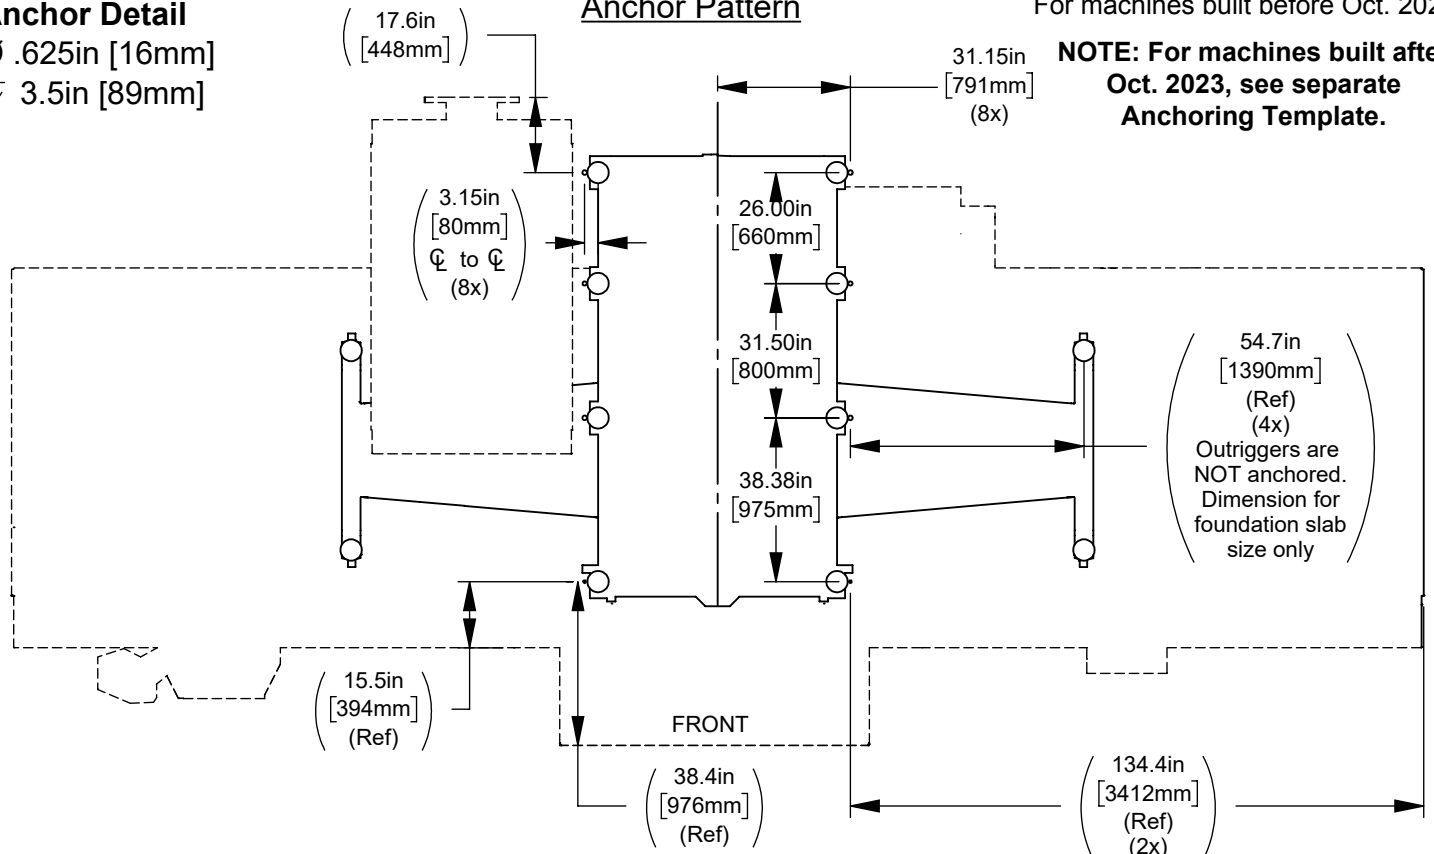 Anchor Detail
Ø .625in [16mm]
3.5in [89mm]
17.6in
[448mm]
Anchor Pattern
For machines built before Oct. 202
NOTE: For machines built afte
Oct. 2023, see separate
Anchoring Template.
31.15in
[791mm]
(8x)
3.15in
[80mm]
℄ to ℄
(8x)
26.00in
[660mm]
31.50in
[800mm]
38.38in
[975mm]
54.7in
[1390mm]
(Ref)
(4x)
Outriggers are
NOT anchored.
Dimension for
foundation slab
size only
15.5in
[394mm]
(Ref)
FRONT
38.4in
[976mm]
(Ref)
134.4in
[3412mm]
(Ref)
(2x)